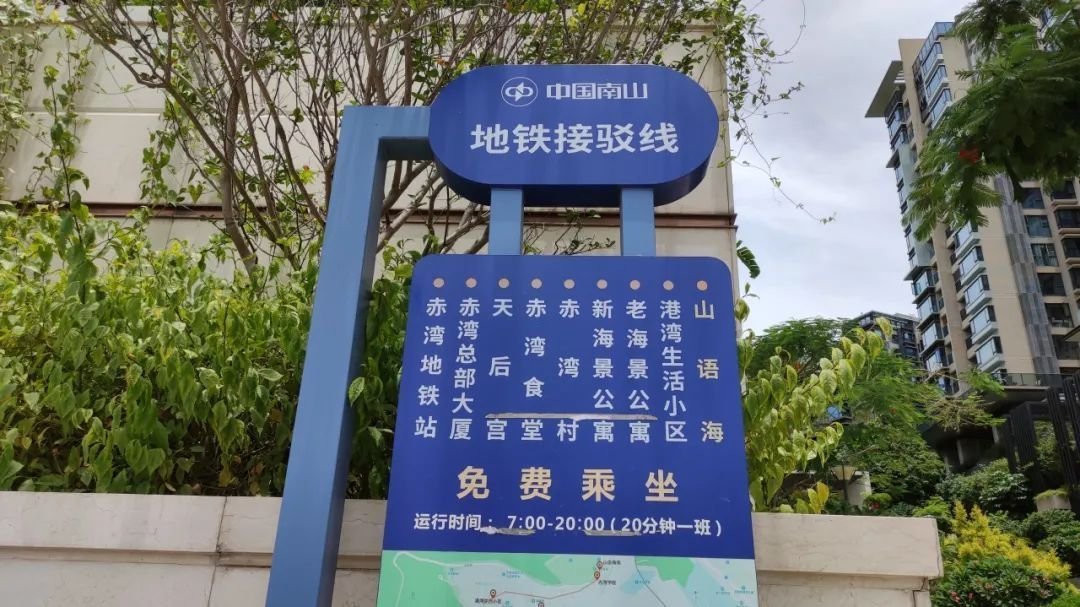 中国南山
地铁接驳线
赤湾地铁站
赤湾总部大厦
天后宫
赤湾食堂
赤湾村
新海景公寓
老海景公寓
港湾生活小区
山语海
免费乘坐
运行时间：7:00-20:00（20分钟一班）